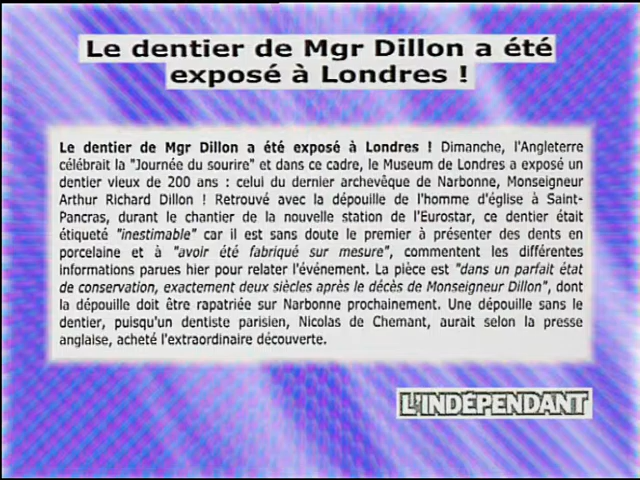 Le dentier de Mgr Dillon a été
exposé à Londres !
Le dentier de Mgr Dillon a été exposé à Londres ! Dimanche, l'Angleterre
célébrait la "Journée du sourire" et dans ce cadre, le Museum de Londres a exposé un
dentier vieux de 200 ans : celui du dernier archevêque de Narbonne, Monseigneur
Arthur Richard Dillon ! Retrouvé avec la dépouille de l'homme d'église à Saint-
Pancras, durant le chantier de la nouvelle station de l'Eurostar, ce dentier était
étiqueté "inestimable" car il est sans doute le premier à présenter des dents en
porcelaine et à "avoir été fabriqué sur mesure", commentent les différentes
informations parues hier pour relater l'événement. La pièce est "dans un parfait état
de conservation, exactement deux siècles après le décès de Monseigneur Dillon", dont
la dépouille doit être rapatriée sur Narbonne prochainement. Une dépouille sans le
dentier, puisqu'un dentiste parisien, Nicolas de Chemant, aurait selon la presse
anglaise, acheté l'extraordinaire découverte.
L'INDÉPENDANT